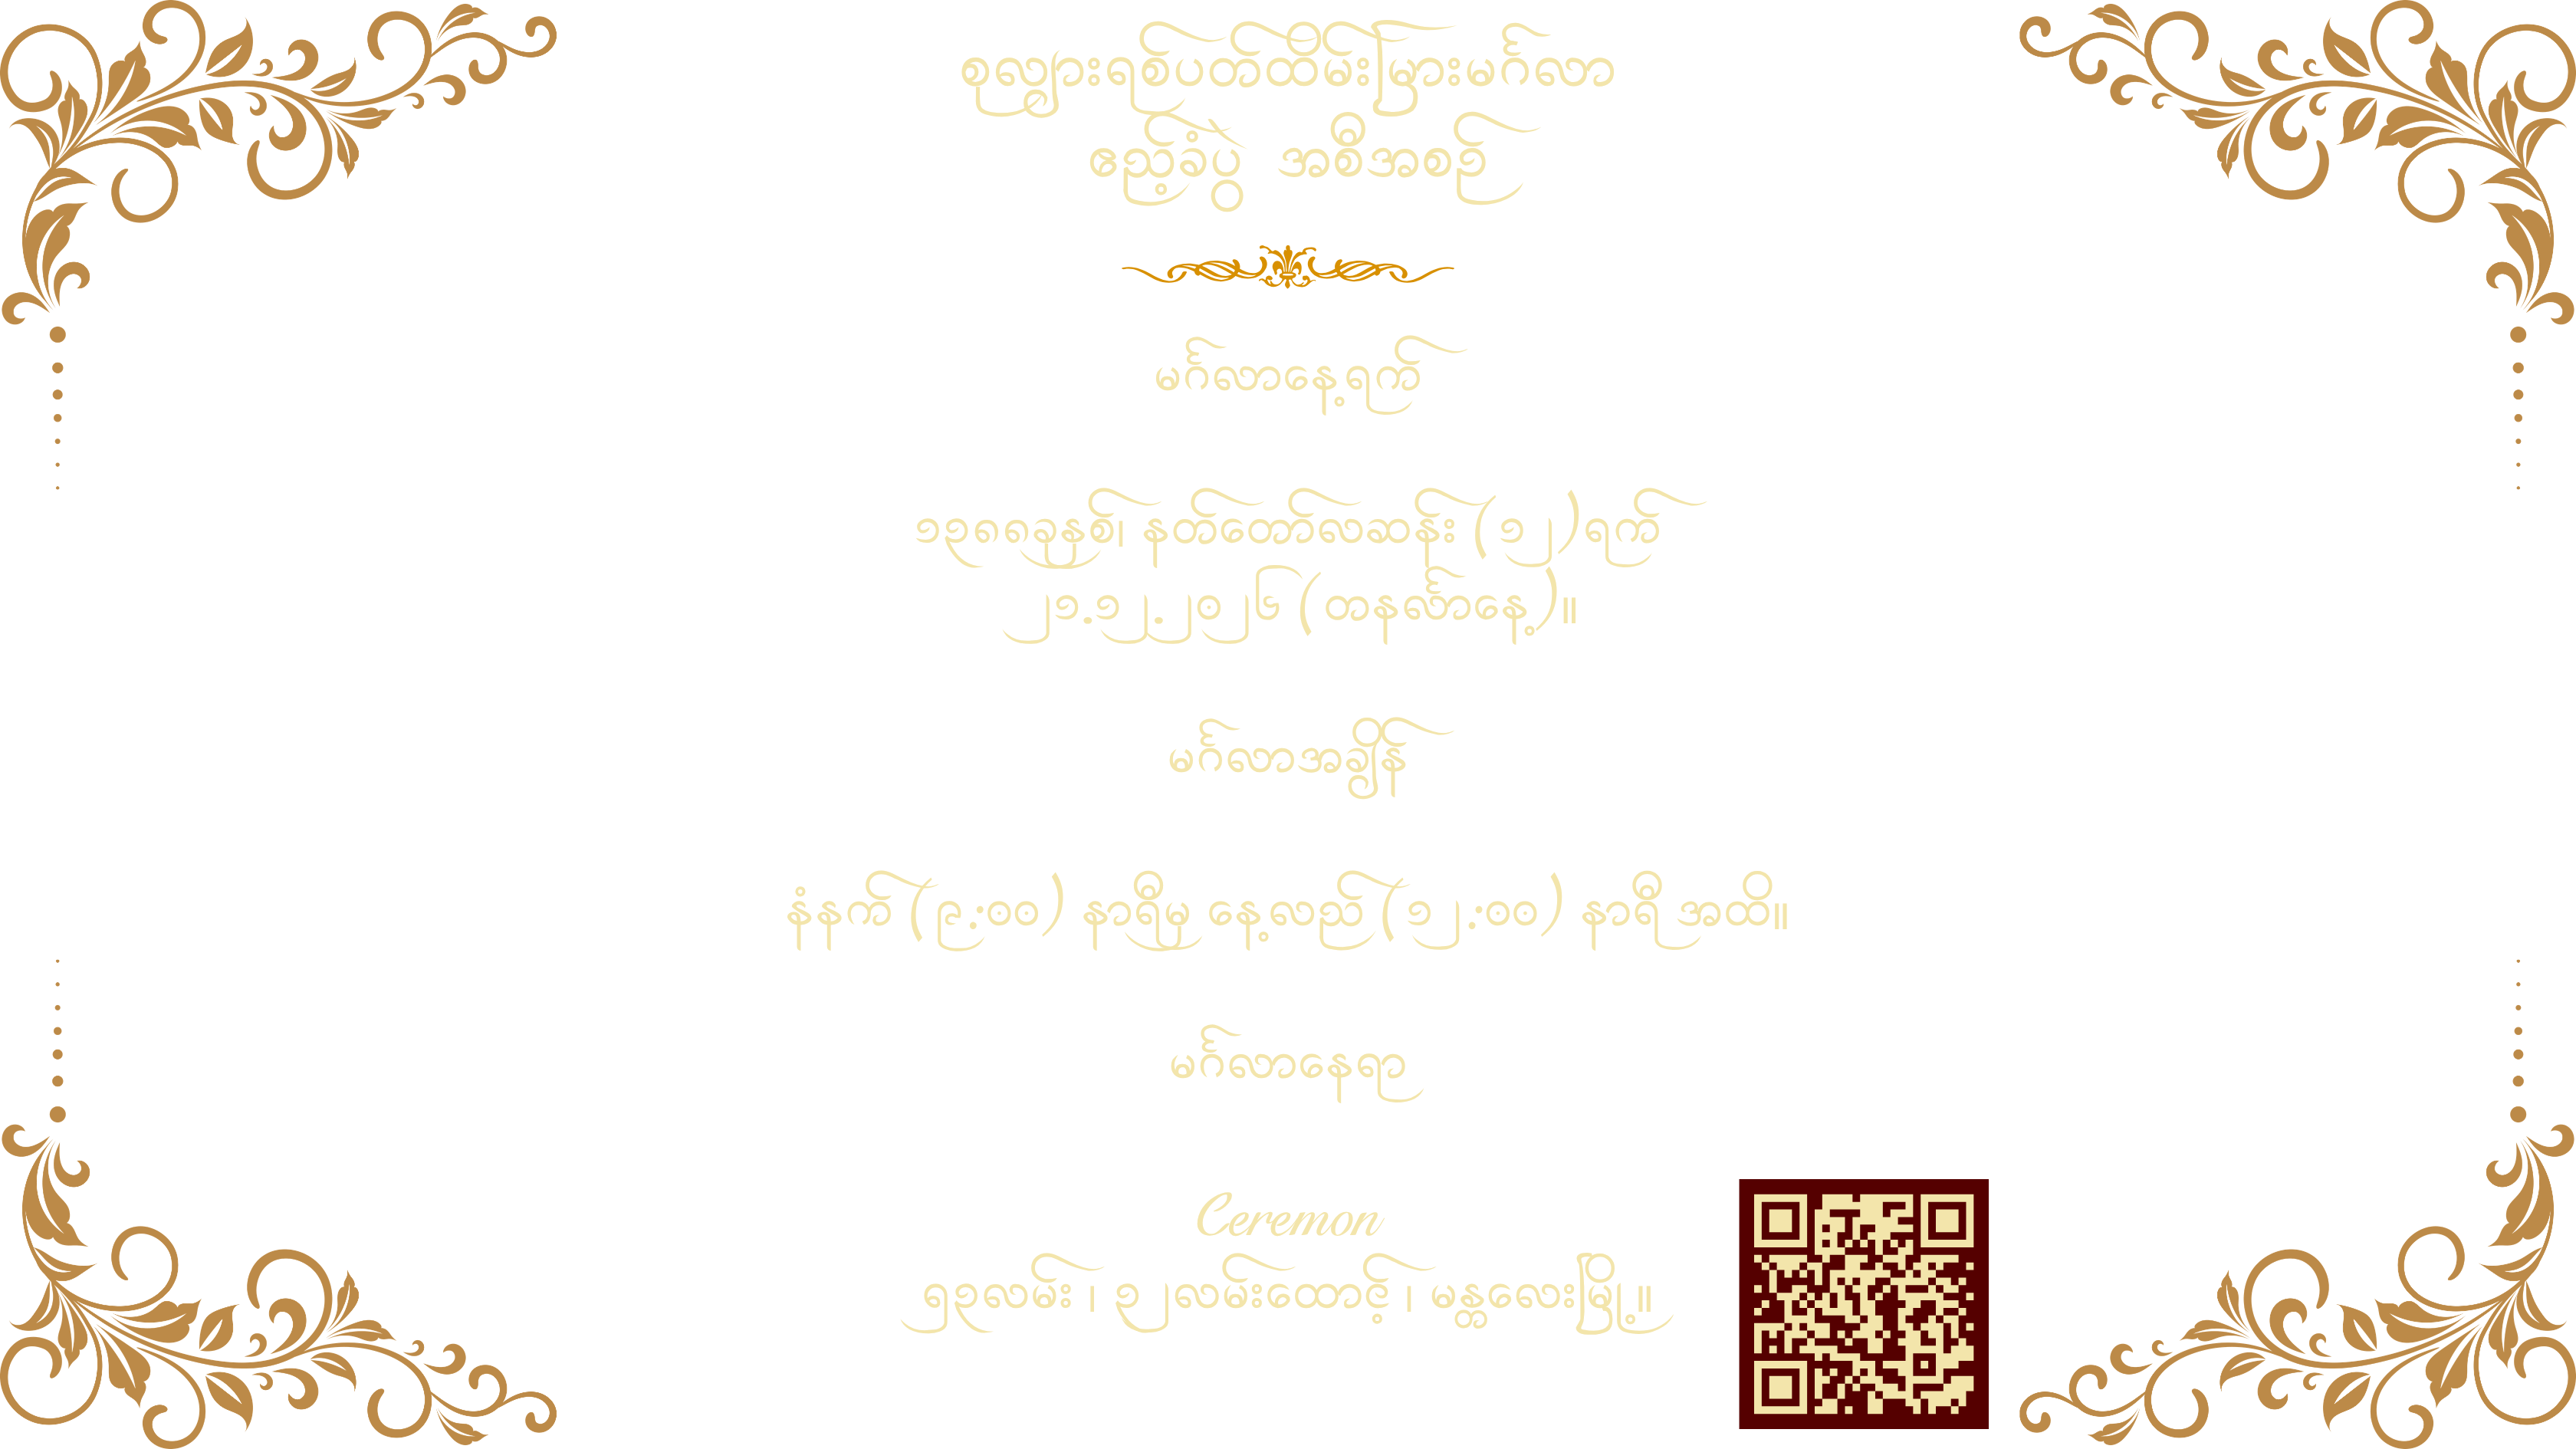 စုလျားရစ်ပတ်ထိမ်းမြှားမင်္ဂလာ
ဧည့်ခံပွဲ အစီအစဉ်
မင်္ဂလာနေ့ရက်
၁၃၈၈ခုနှစ်၊ နတ်တော်လဆန်း(၁၂)ရက်
၂၁.၁၂.၂၀၂၆ (တနင်္လာနေ့)။
မင်္ဂလာအချိန်
နံနက် (၉:၀၀) နာရီမှ နေ့လည် (၁၂:၀၀) နာရီအထိ။
မင်္ဂလာနေရာ
Ceremon
၇၃လမ်း ၊ ၃၂လမ်းထောင့်၊ မန္တလေးမြို့။